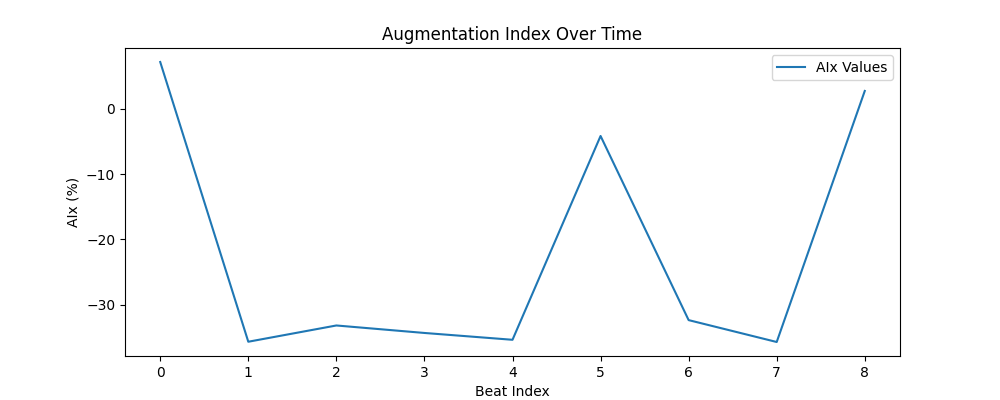 Augmentation Index Over Time
AIx Values
AIx (%)
0
−10
−20
−30
0 1 2 3 4 5 6 7 8
Beat Index